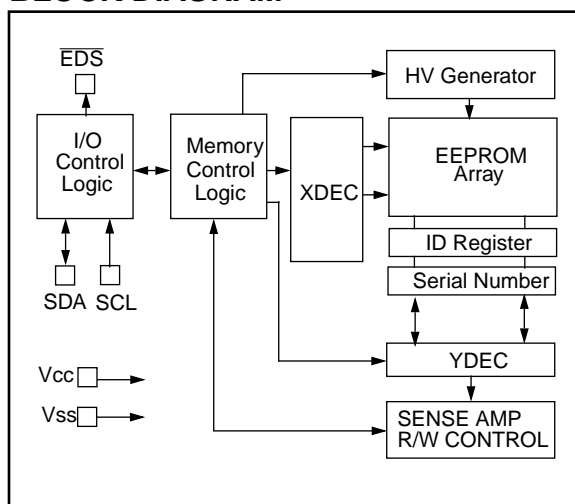 EDS
I/O
Control
Logic
SDA
SCL
Vcc
Vss
Memory
Control
Logic
XDEC
HV Generator
EEPROM
Array
ID Register
Serial Number
YDEC
SENSE AMP
R/W CONTROL